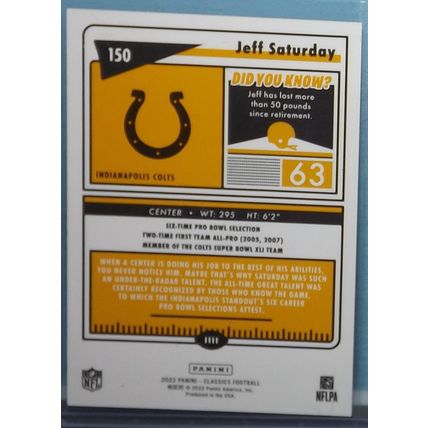 150
Jeff Saturday
DID YOU KNOW?
Jeff has lost more
than 50 pounds
since retirement.
63
INDIANAPOLIS COLTS
CENTER • WT: 295 HT: 6'2"
SIX-TIME PRO BOWL SELECTION
TWO-TIME FIRST TEAM ALL-PRO (2005, 2007)
MEMBER OF THE COLTS SUPER BOWL XLI TEAM
WHEN A CENTER IS DOING HIS JOB TO THE BEST OF HIS ABILITIES,
YOU NEVER NOTICE HIM. MAYBE THAT'S WHY SATURDAY WAS SUCH
AN UNDER-THE-RADAR TALENT. THE ALL-TIME GREAT TALENT WAS
CERTAINLY RECOGNIZED BY THOSE WHO KNOW THE GAME,
TO WHICH THE INDIANAPOLIS STANDOUT'S SIX CAREER
PRO BOWL SELECTIONS ATTEST.
PANINI
NFL
NFLPA
PANINI - CLASSICS FOOTBALL
Panini America, Inc.
Produced in the USA.